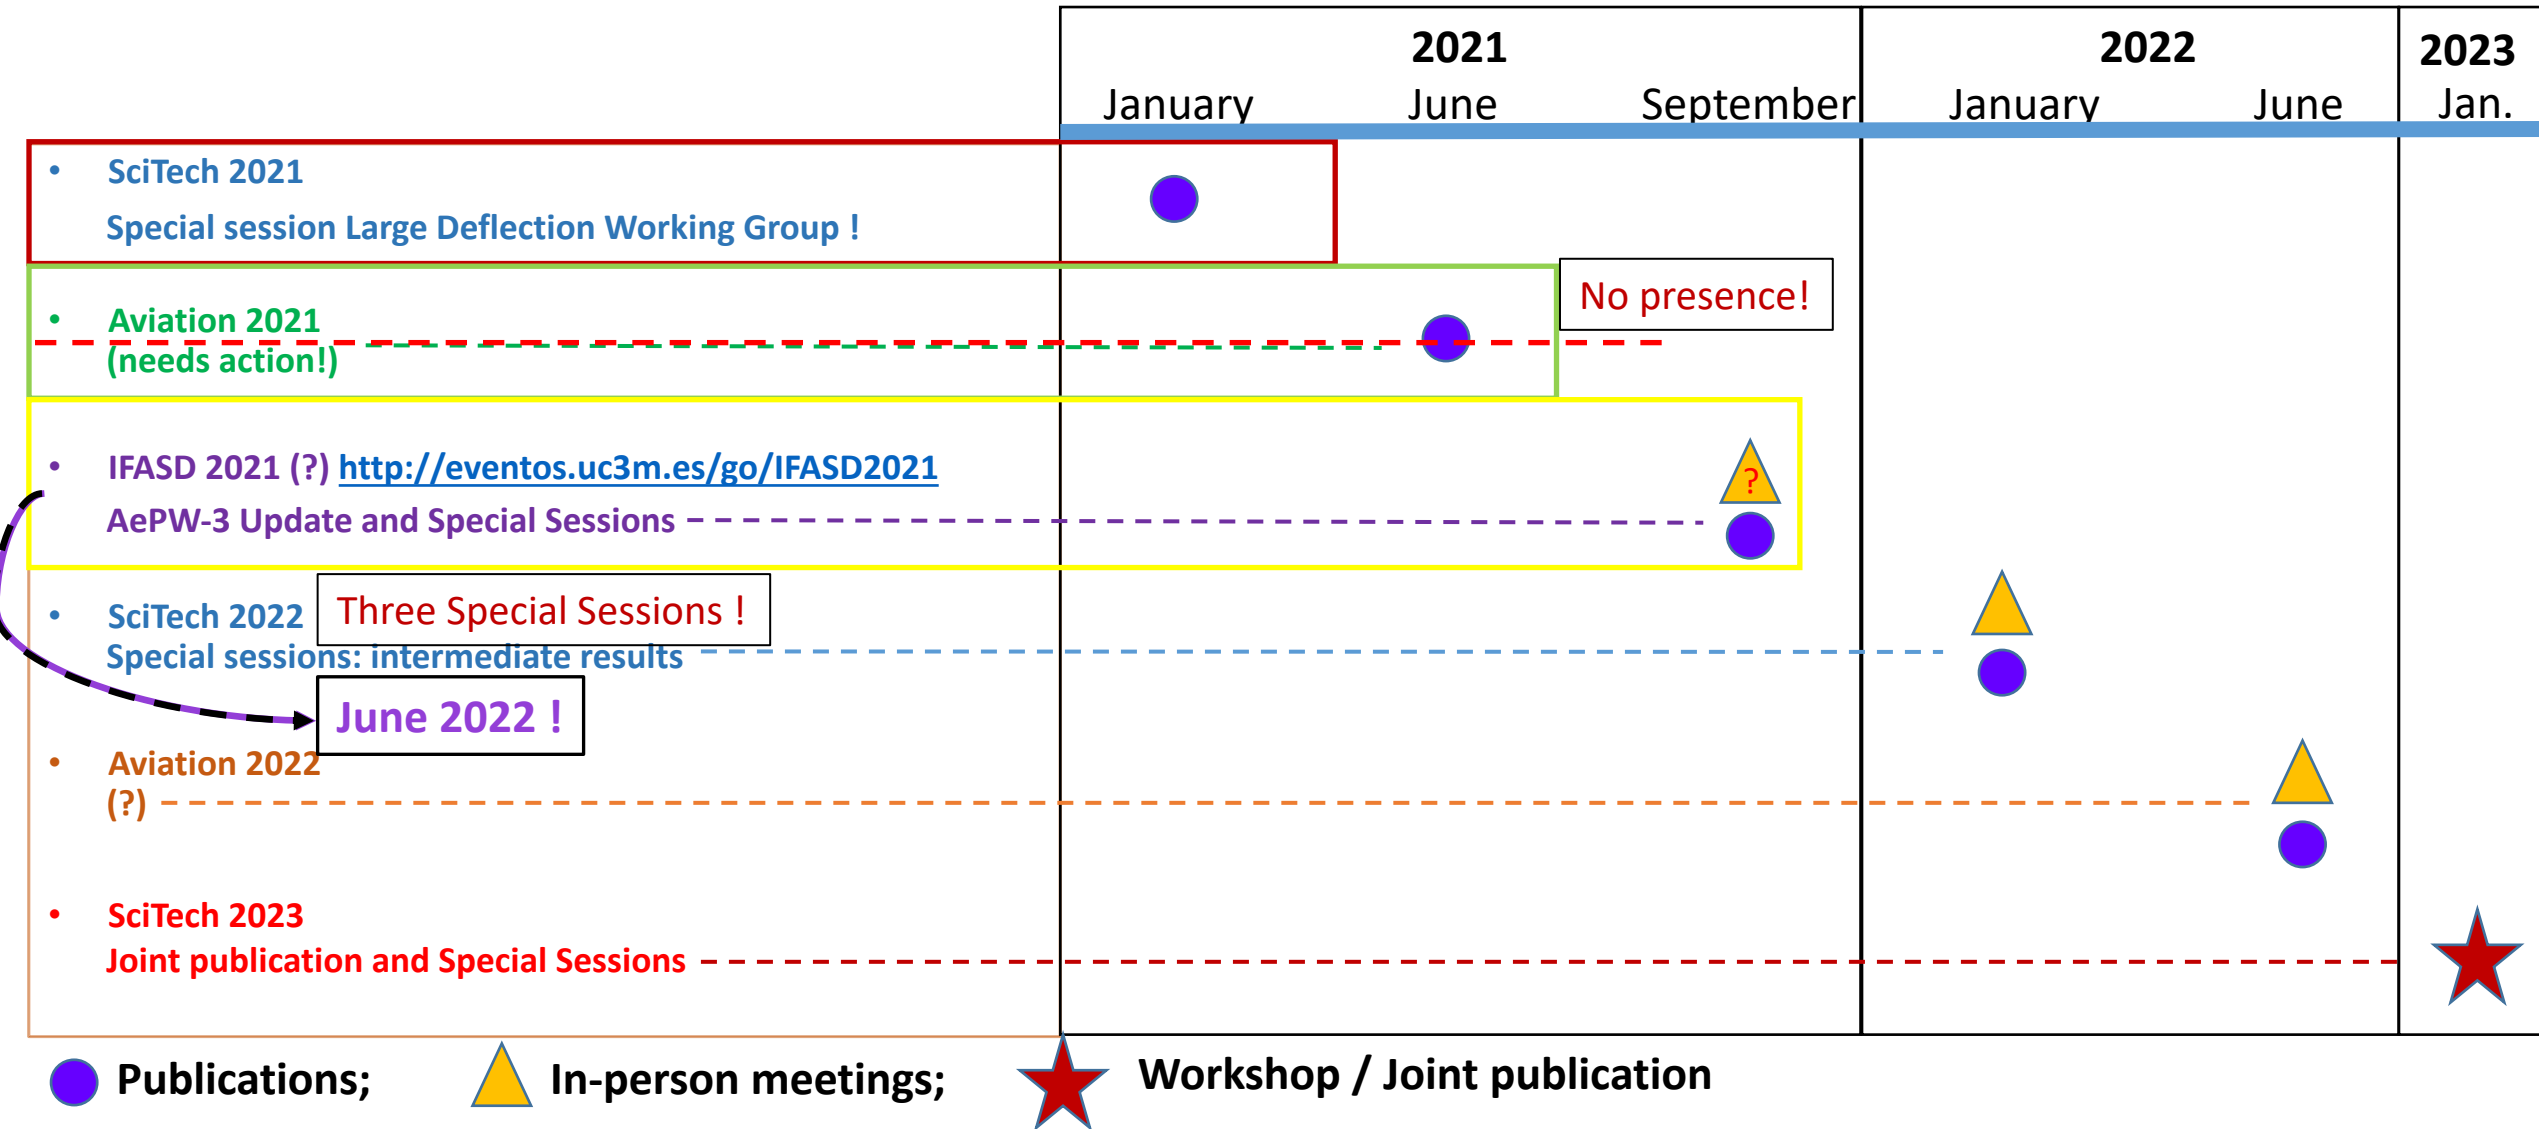 2021
2022
2023
January
June
September
January
June
Jan.
• SciTech 2021
Special session Large Deflection Working Group !
No presence!
• Aviation 2021
(needs action!)
• IFASD 2021 (?) http://eventos.uc3m.es/go/IFASD2021
?
AePW-3 Update and Special Sessions
• SciTech 2022
Three Special Sessions !
Special sessions: intermediate results
June 2022 !
• Aviation 2022
(?)
• SciTech 2023
Joint publication and Special Sessions
Publications;
In-person meetings;
Workshop / Joint publication